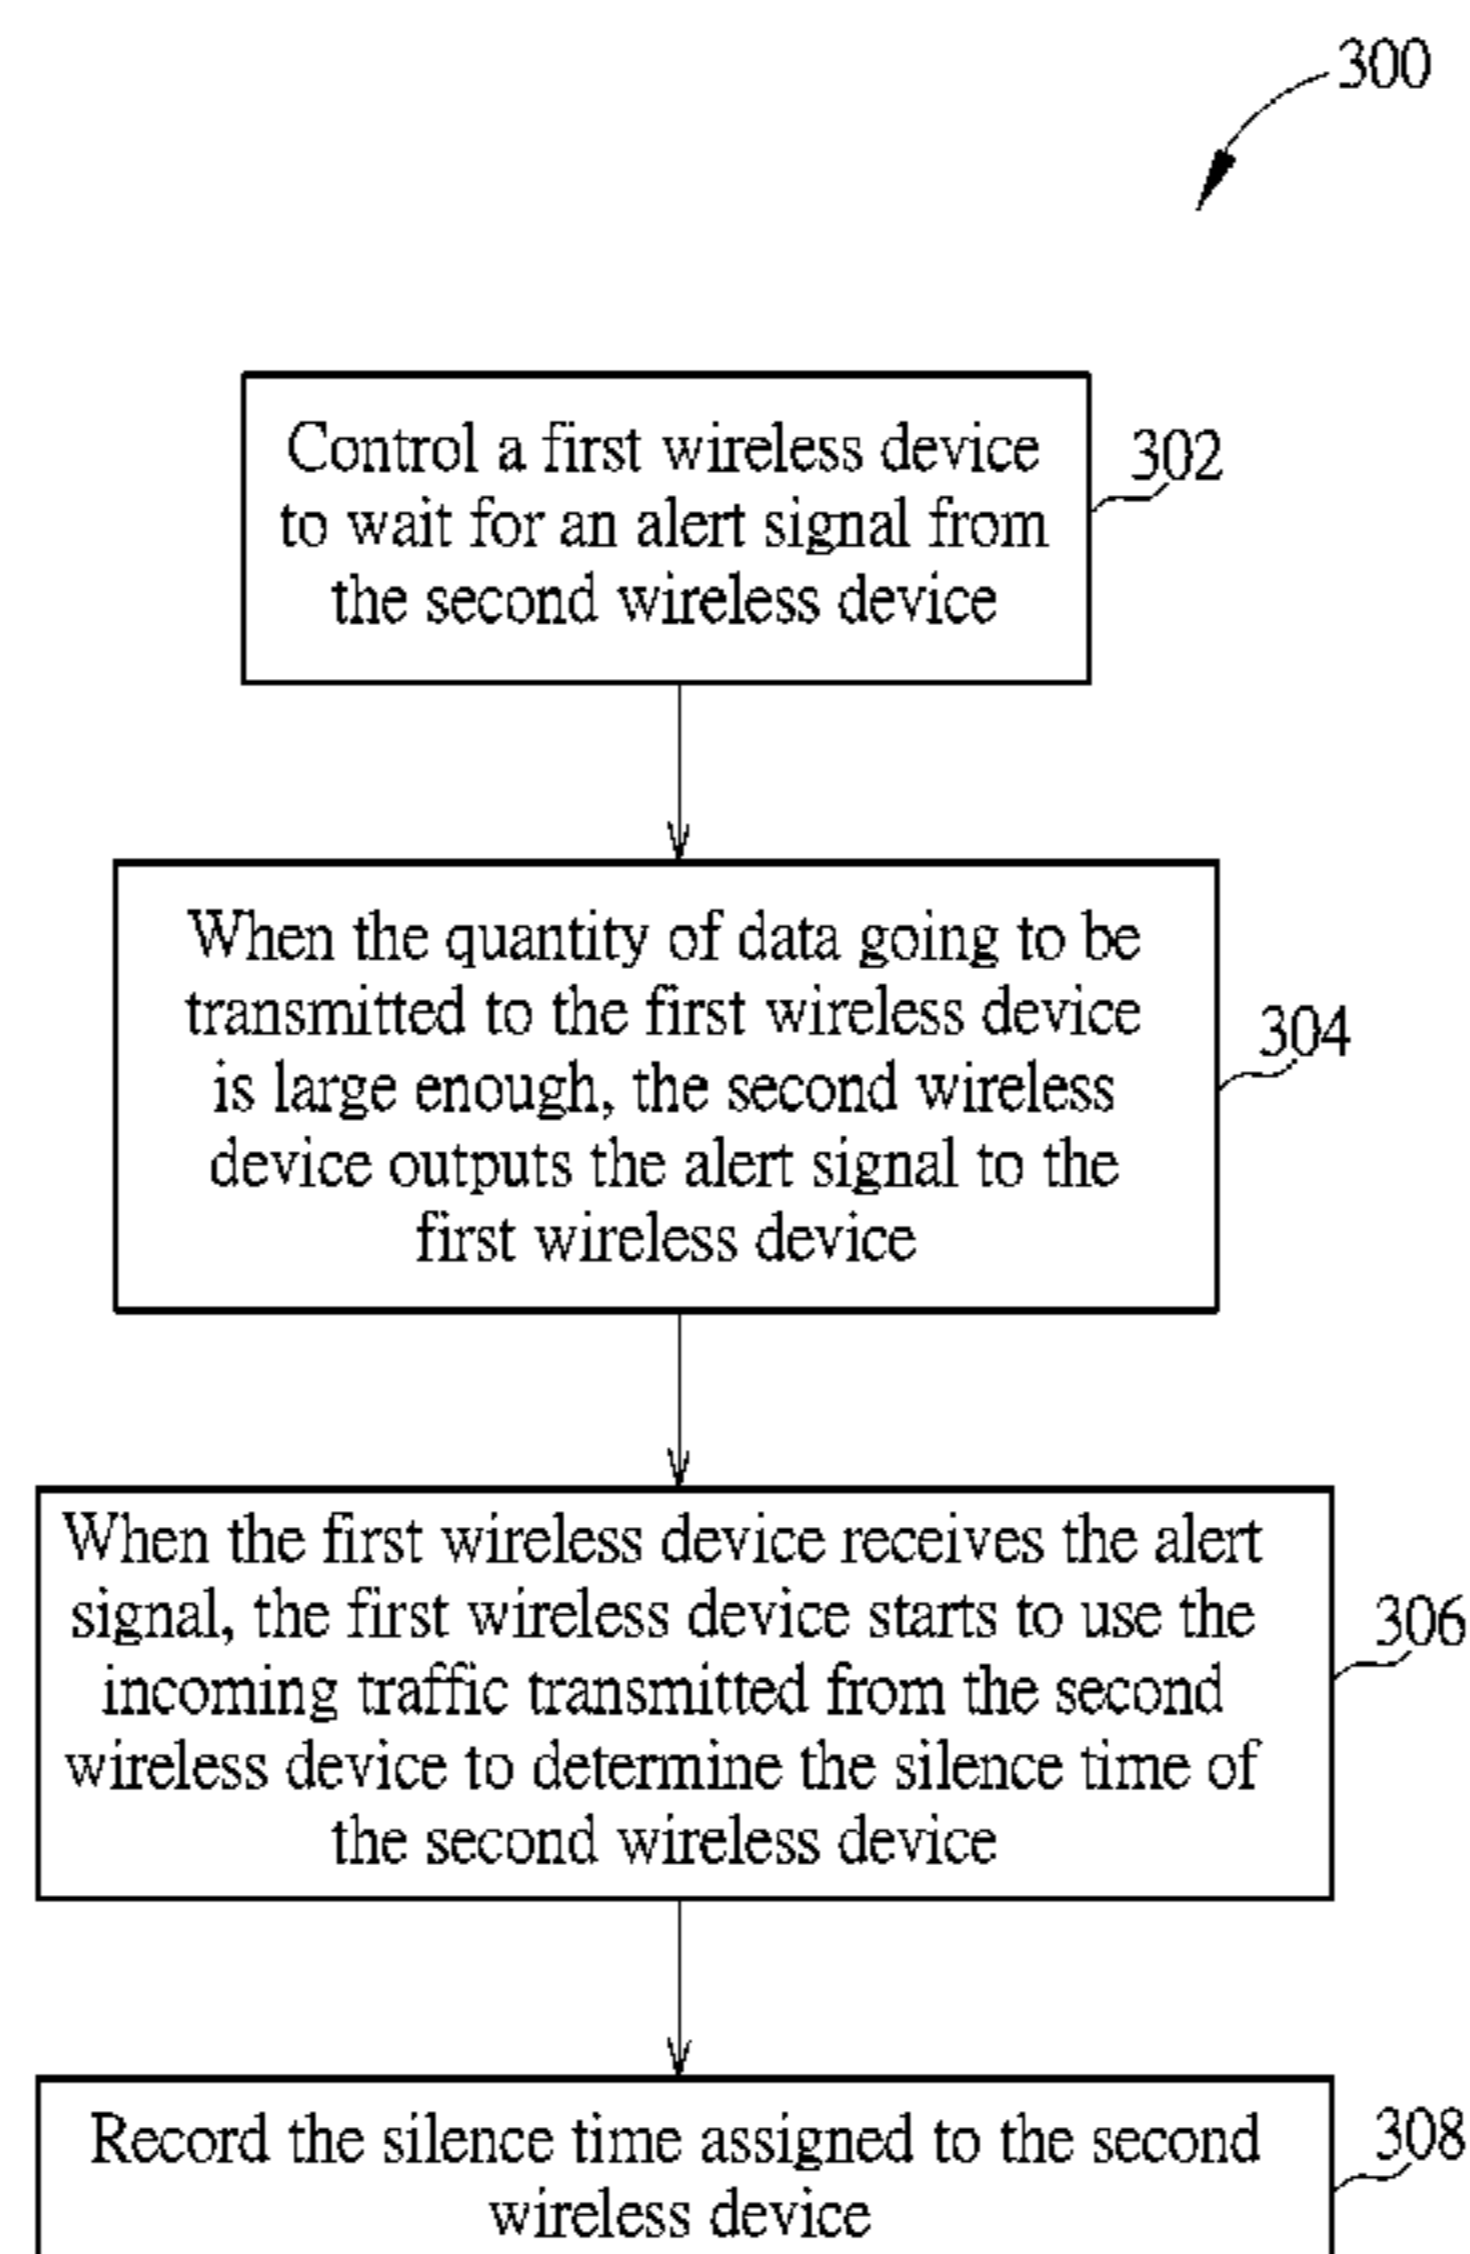 300
Control a first wireless device
to wait for an alert signal from
the second wireless device
302
When the quantity of data going to be
transmitted to the first wireless device
is large enough, the second wireless
device outputs the alert signal to the
first wireless device
304
When the first wireless device receives the alert
signal, the first wireless device starts to use the
incoming traffic transmitted from the second
wireless device to determine the silence time of
the second wireless device
306
Record the silence time assigned to the second
wireless device
308